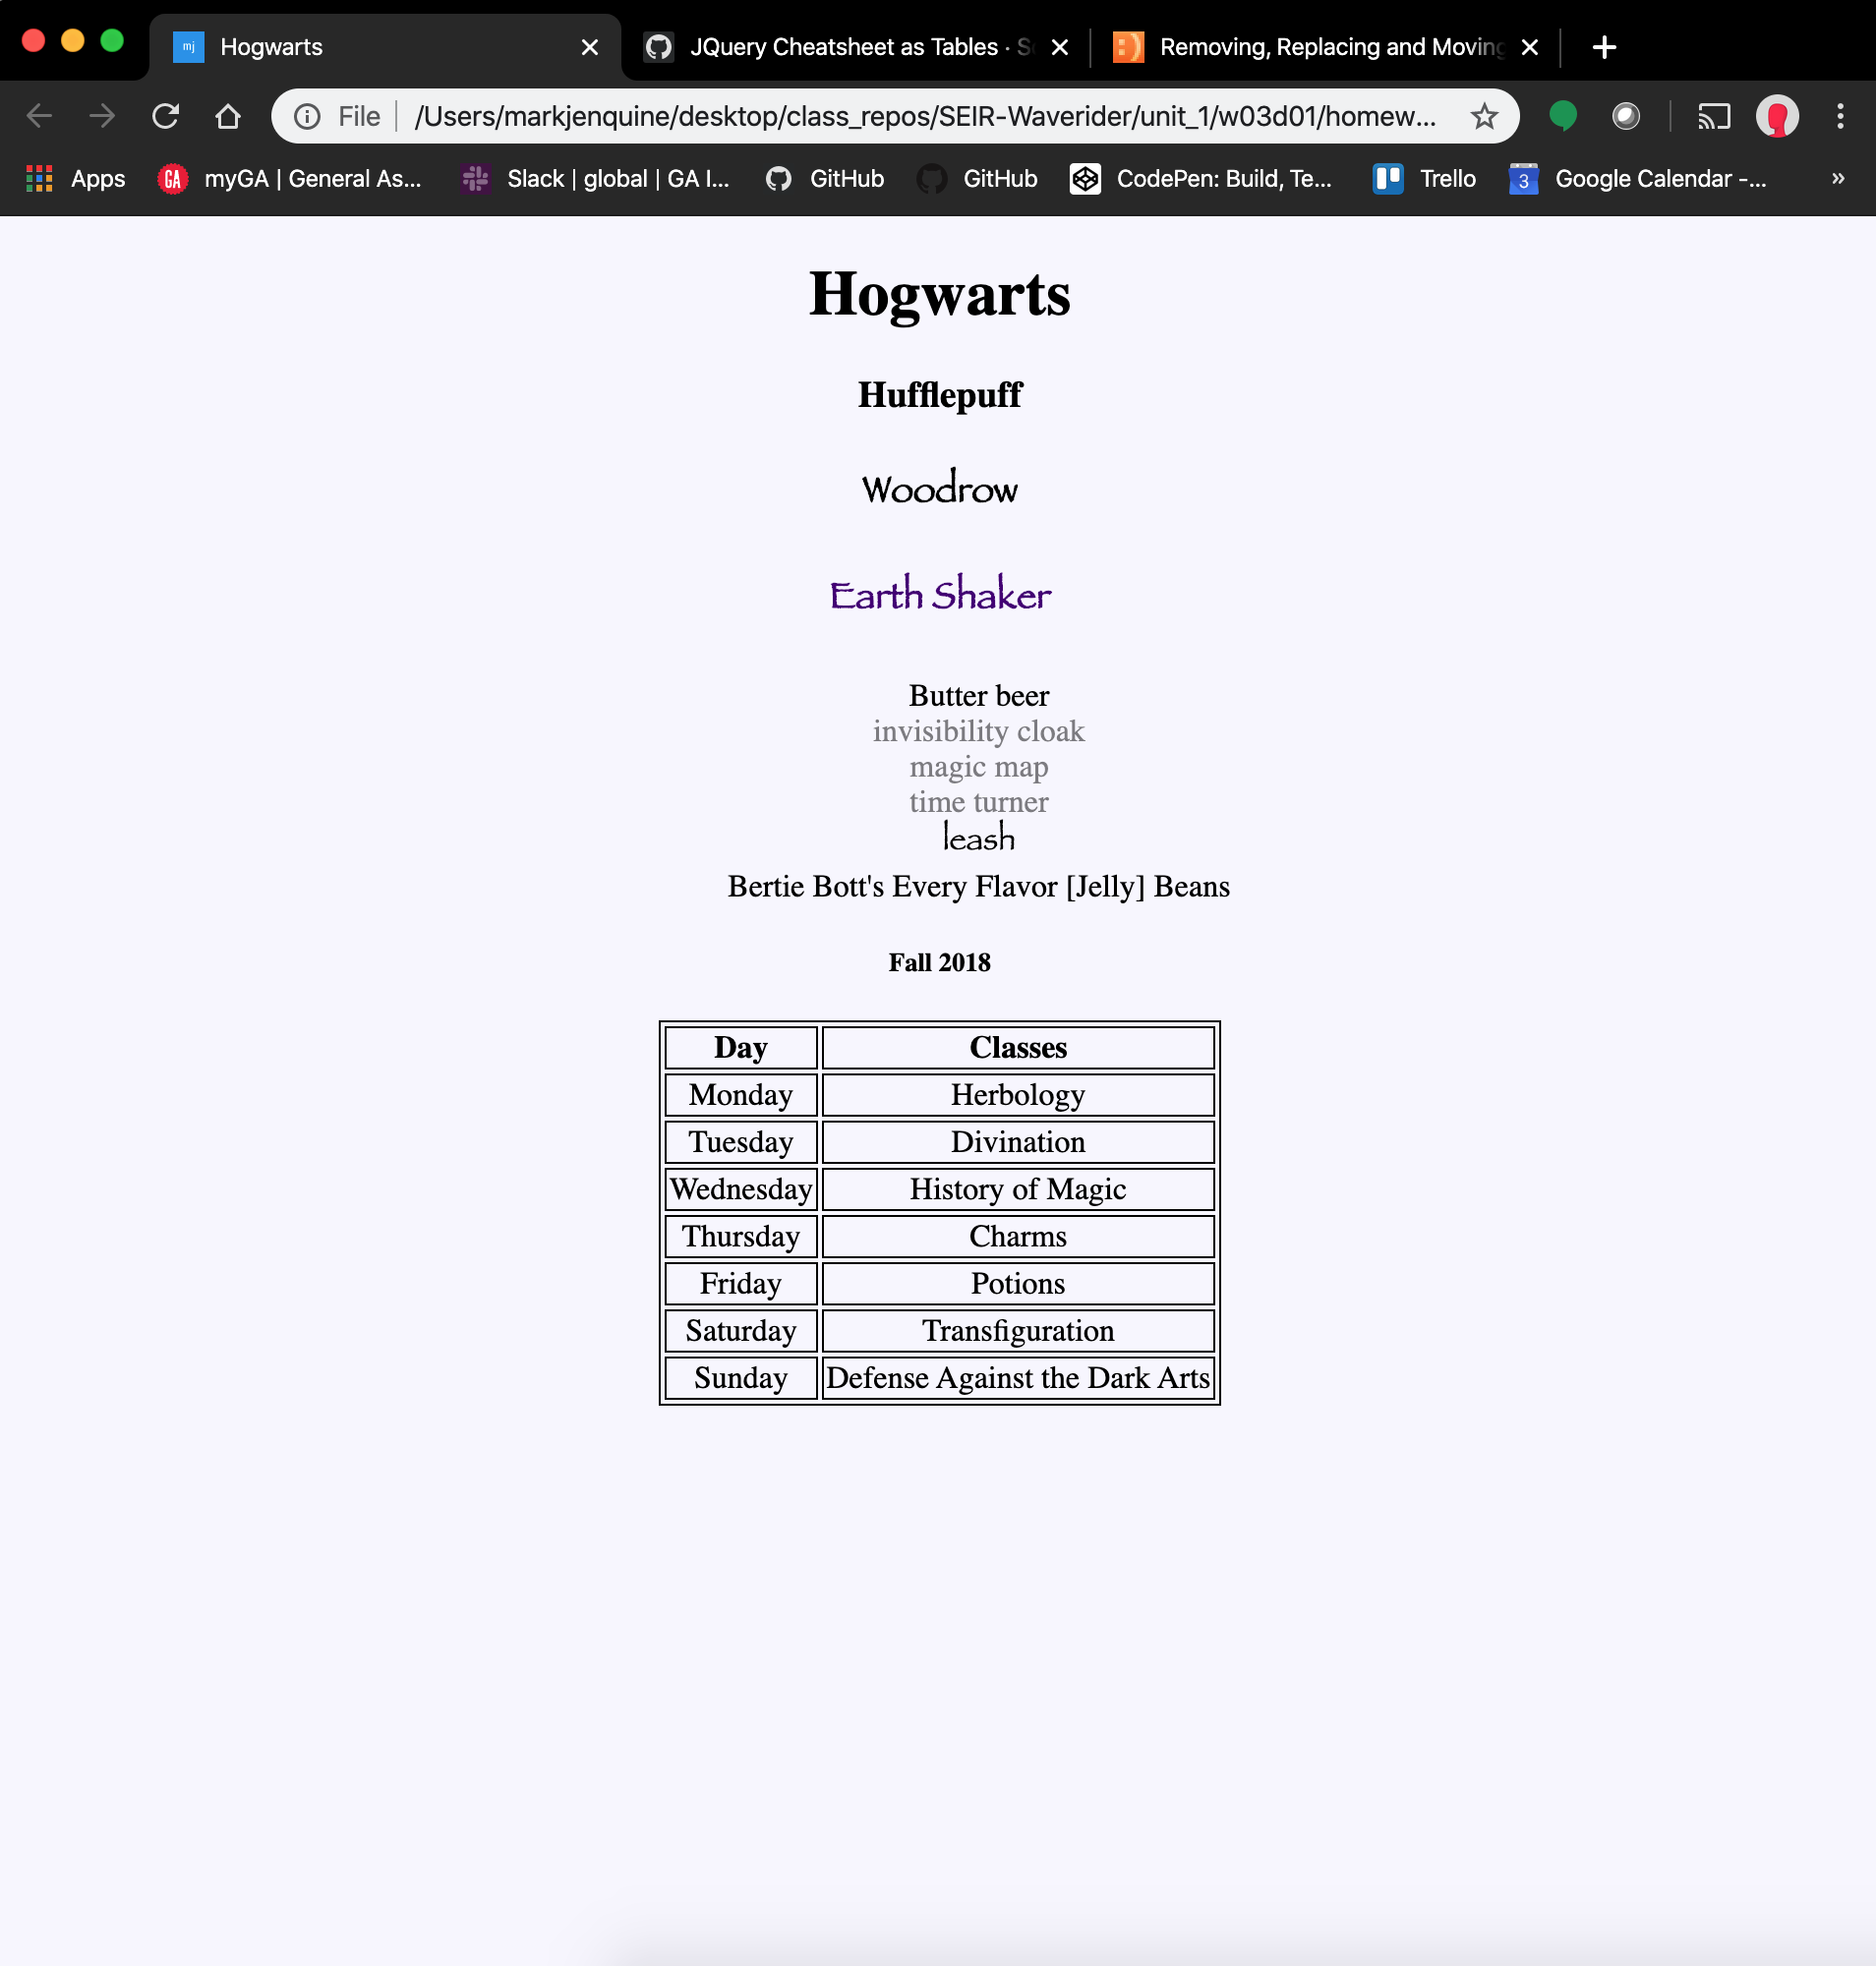 mj Hogwarts JQuery Cheatsheet as Tables · S Removing, Replacing and Moving
File /Users/markjenquine/desktop/class_repos/SEIR-Waverider/unit_1/w03d01/homew...
Apps GA myGA | General As... Slack | global | GA I... GitHub GitHub CodePen: Build, Te... Trello 3 Google Calendar -... »
Hogwarts
Hufflepuff
Woodrow
Earth Shaker
Butter beer
invisibility cloak
magic map
time turner
leash
Bertie Bott's Every Flavor [Jelly] Beans
Fall 2018
Day Classes
Monday Herbology
Tuesday Divination
Wednesday History of Magic
Thursday Charms
Friday Potions
Saturday Transfiguration
Sunday Defense Against the Dark Arts